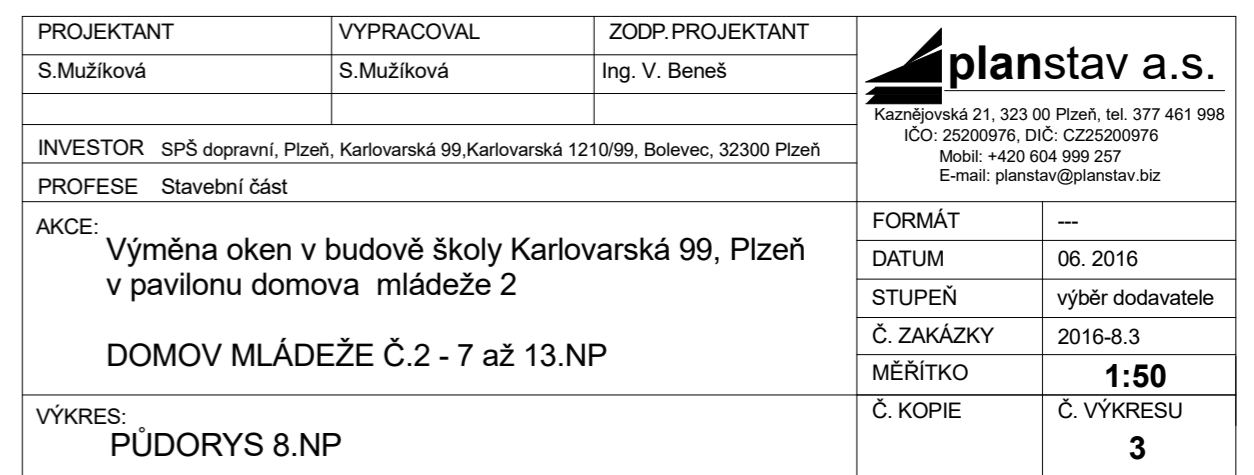 PROJEKTANT VYPRACOVAL ZODP.PROJEKTANT
S.Mužíková S.Mužíková Ing. V. Beneš
INVESTOR SPŠ dopravní, Plzeň, Karlovarská 99,Karlovarská 1210/99, Bolevec, 32300 Plzeň
PROFESE Stavební část
planstav a.s.
Kaznějovská 21, 323 00 Plzeň, tel. 377 461 998
IČO: 25200976, DIČ: CZ25200976
Mobil: +420 604 999 257
E-mail: planstav@planstav.biz
AKCE:
Výměna oken v budově školy Karlovarská 99, Plzeň
v pavilonu domova mládeže 2
DOMOV MLÁDEŽE Č.2 - 7 až 13.NP
FORMÁT ---
DATUM 06. 2016
STUPEŇ výběr dodavatele
Č. ZAKÁZKY 2016-8.3
MĚŘÍTKO 1:50
VÝKRES:
PŮDORYS 8.NP
Č. KOPIE Č. VÝKRESU
3